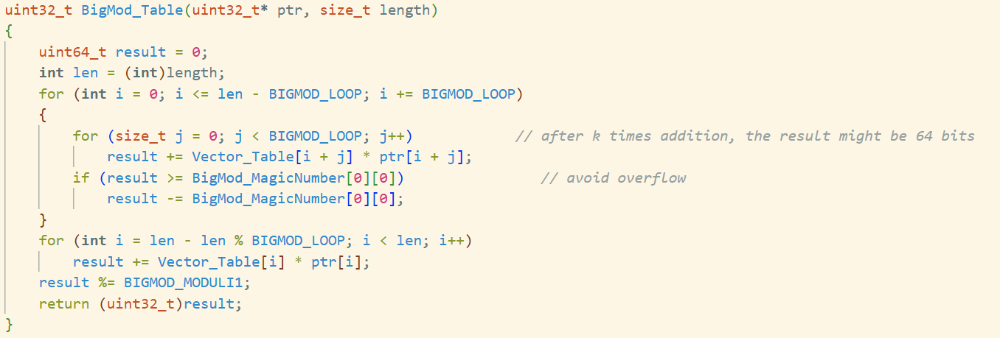 uint32_t BigMod_Table(uint32_t* ptr, size_t length)
{
    uint64_t result = 0;
    int len = (int)length;
    for (int i = 0; i <= len - BIGMOD_LOOP; i += BIGMOD_LOOP)
    {
        for (size_t j = 0; j < BIGMOD_LOOP; j++)            // after k times addition, the result might be 64 bits
            result += Vector_Table[i + j] * ptr[i + j];
        if (result >= BigMod_MagicNumber[0][0])                // avoid overflow
            result -= BigMod_MagicNumber[0][0];
    }
    for (int i = len - len % BIGMOD_LOOP; i < len; i++)
        result += Vector_Table[i] * ptr[i];
    result %= BIGMOD_MODULI1;
    return (uint32_t)result;
}